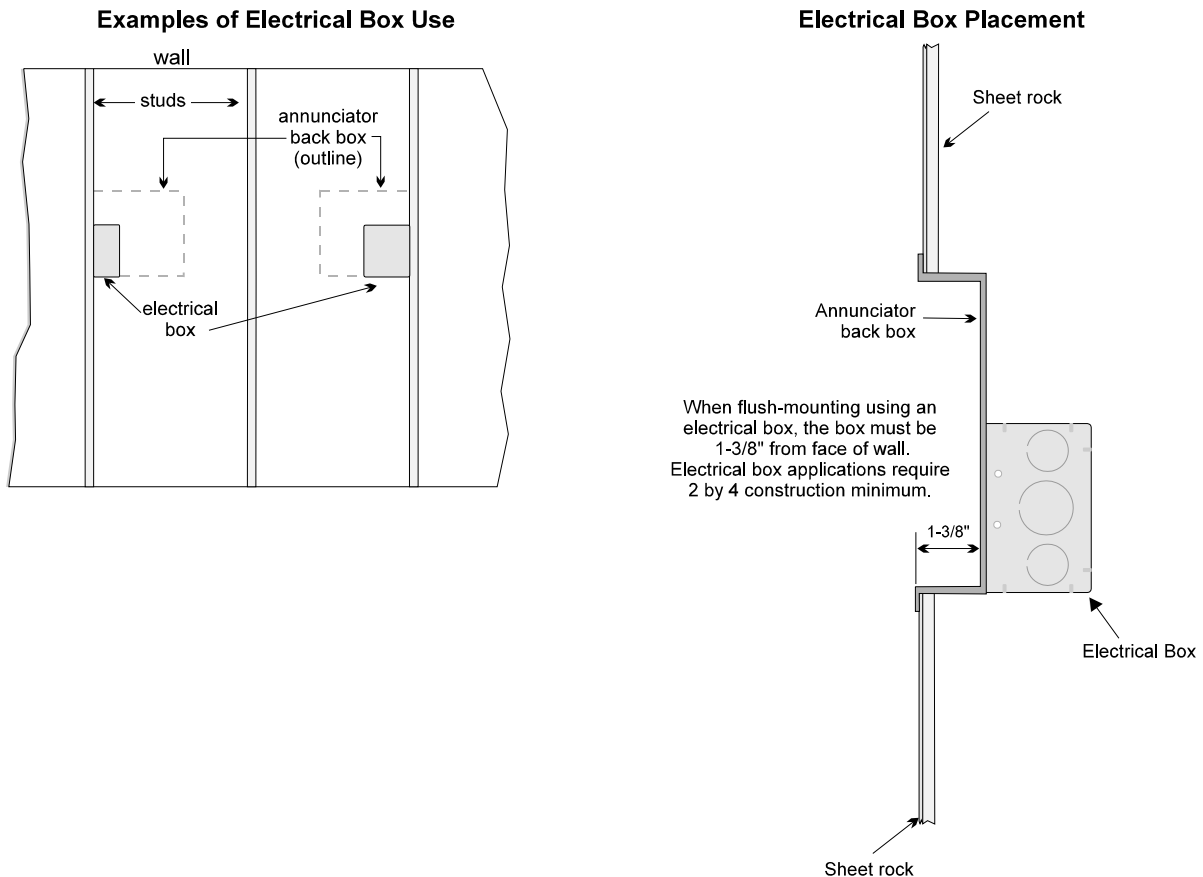 Examples of Electrical Box Use
wall
studs
annunciator
back box
(outline)
electrical
box
Electrical Box Placement
Sheet rock
Annunciator
back box
When flush-mounting using an
electrical box, the box must be
1-3/8" from face of wall.
Electrical box applications require
2 by 4 construction minimum.
1-3/8"
Electrical Box
Sheet rock